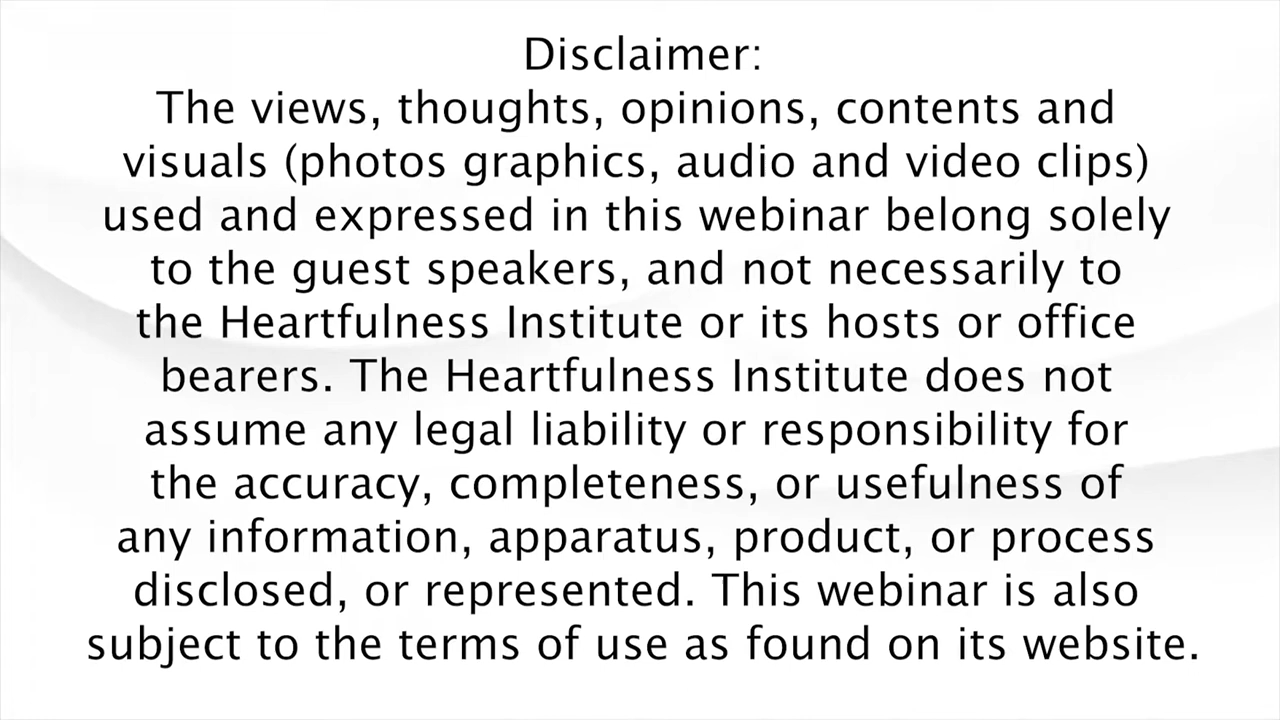 Disclaimer:
The views, thoughts, opinions, contents and
visuals (photos graphics, audio and video clips)
used and expressed in this webinar belong solely
to the guest speakers, and not necessarily to
the Heartfulness Institute or its hosts or office
bearers. The Heartfulness Institute does not
assume any legal liability or responsibility for
the accuracy, completeness, or usefulness of
any information, apparatus, product, or process
disclosed, or represented. This webinar is also
subject to the terms of use as found on its website.